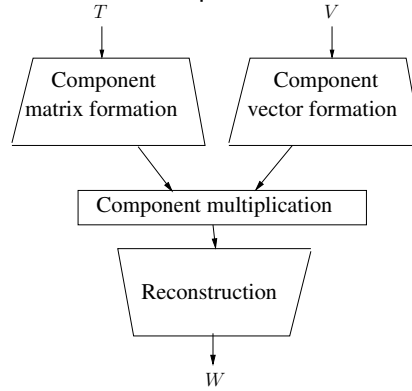 T
V
Component
matrix formation
Component
vector formation
Component multiplication
Reconstruction
W